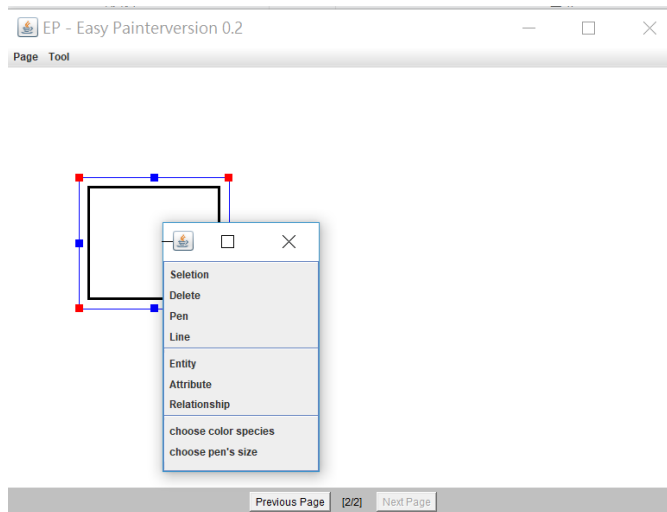 EP - Easy Painterversion 0.2
Page Tool
Seletion
Delete
Pen
Line
Entity
Attribute
Relationship
choose color species
choose pen's size
Previous Page [2/2] Next Page